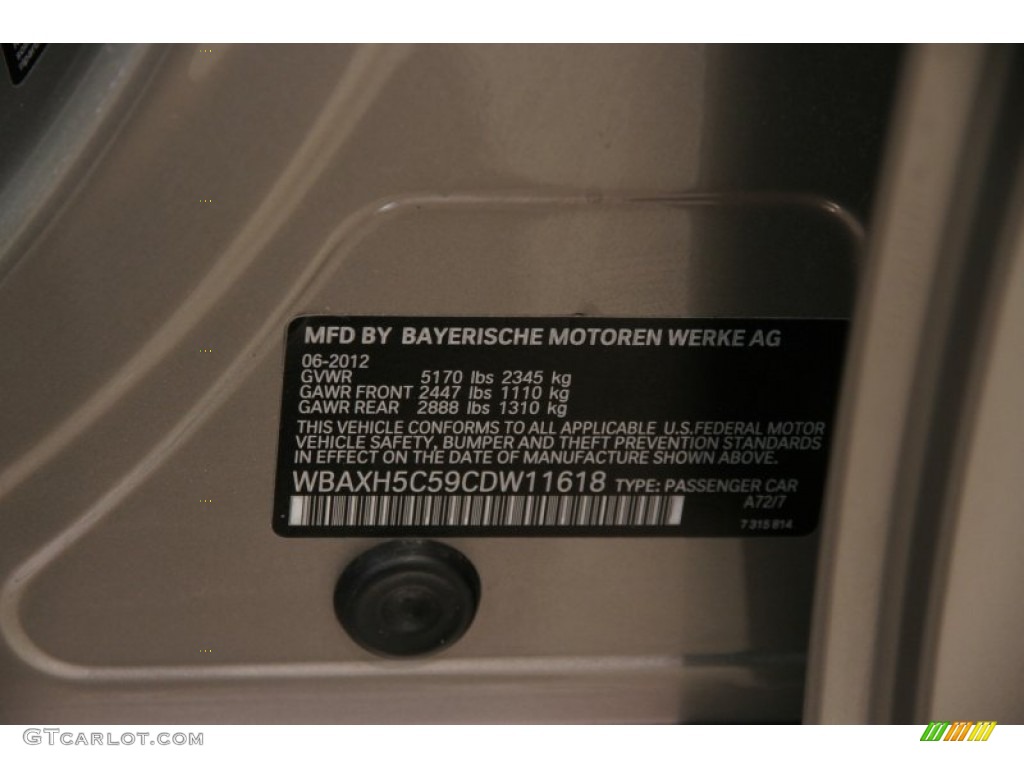 MFD BY BAYERISCHE MOTOREN WERKE AG
06-2012
GVWR 5170 lbs 2345 kg
GAWR FRONT 2447 lbs 1110 kg
GAWR REAR 2888 lbs 1310 kg
THIS VEHICLE CONFORMS TO ALL APPLICABLE U.S.FEDERAL MOTOR
VEHICLE SAFETY, BUMPER AND THEFT PREVENTION STANDARDS
IN EFFECT ON THE DATE OF MANUFACTURE SHOWN ABOVE.
WBAXH5C59CDW11618 TYPE: PASSENGER CAR
A72/7
7 315 814
GTCarLot.com